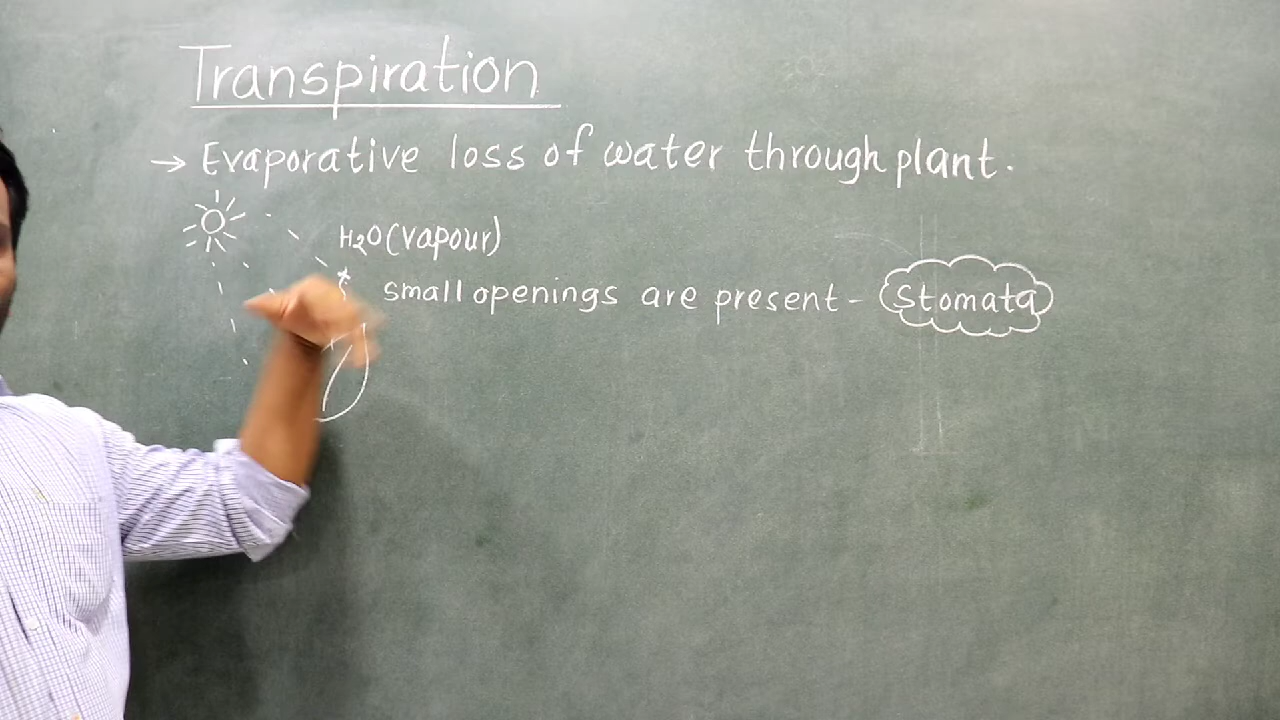 Transpiration
→ Evaporative loss of water through plant.
H₂O (vapour)
small openings are present - Stomata